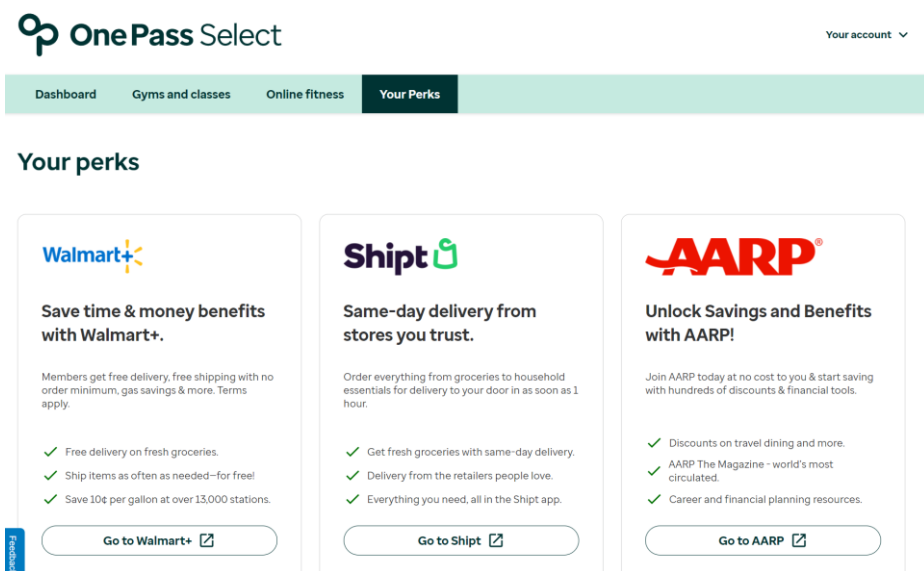 One Pass Select
Your account
Dashboard Gyms and classes Online fitness Your Perks
Your perks
Walmart+
Save time & money benefits
with Walmart+.
Members get free delivery, free shipping with no
order minimum, gas savings & more. Terms
apply.
Free delivery on fresh groceries.
Ship items as often as needed—for free!
Save 10¢ per gallon at over 13,000 stations.
Go to Walmart+
Shipt
Same-day delivery from
stores you trust.
Order everything from groceries to household
essentials for delivery to your door in as soon as 1
hour.
Get fresh groceries with same-day delivery.
Delivery from the retailers people love.
Everything you need, all in the Shipt app.
Go to Shipt
AARP®
Unlock Savings and Benefits
with AARP!
Join AARP today at no cost to you & start saving
with hundreds of discounts & financial tools.
Discounts on travel dining and more.
AARP The Magazine - world's most
circulated.
Career and financial planning resources.
Go to AARP
Feedbac